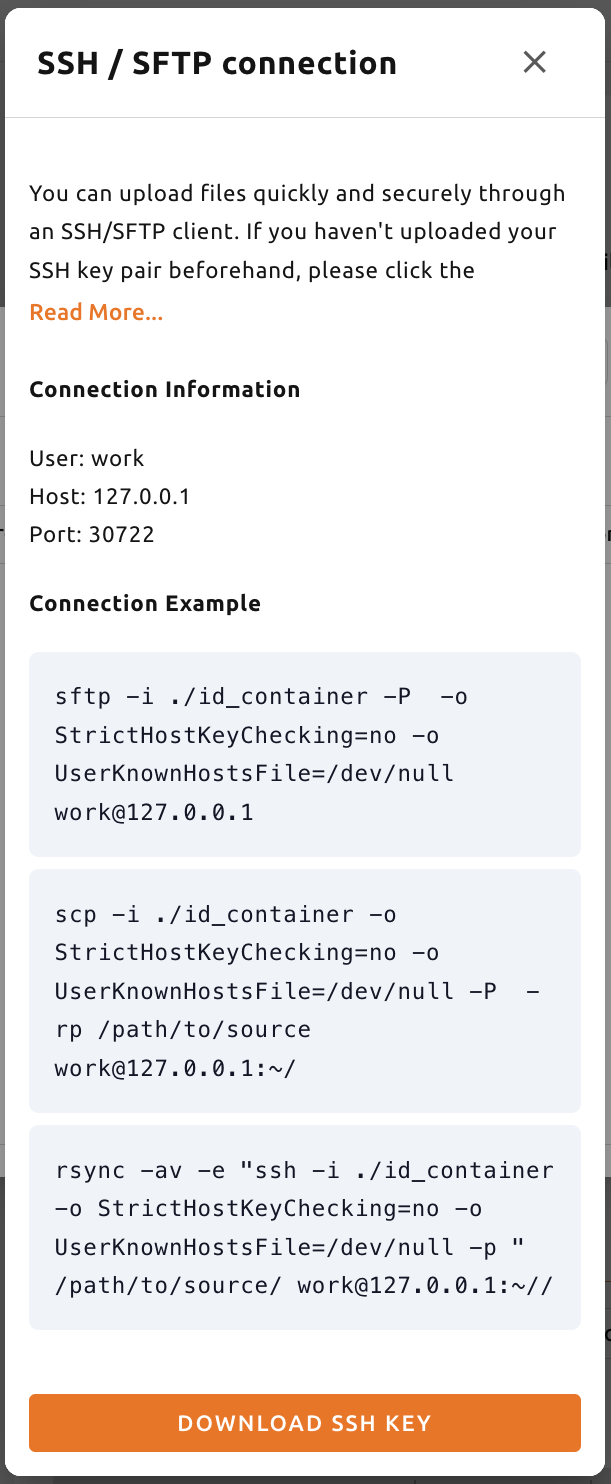 SSH / SFTP connection
You can upload files quickly and securely through
an SSH/SFTP client. If you haven't uploaded your
SSH key pair beforehand, please click the
Read More...
Connection Information
User: work
Host: 127.0.0.1
Port: 30722
Connection Example
sftp -i ./id_container -P  -o
StrictHostKeyChecking=no -o
UserKnownHostsFile=/dev/null
work@127.0.0.1
scp -i ./id_container -o
StrictHostKeyChecking=no -o
UserKnownHostsFile=/dev/null -P  -
rp /path/to/source
work@127.0.0.1:~/
rsync -av -e "ssh -i ./id_container
-o StrictHostKeyChecking=no -o
UserKnownHostsFile=/dev/null -p "
/path/to/source/ work@127.0.0.1:~//
DOWNLOAD SSH KEY